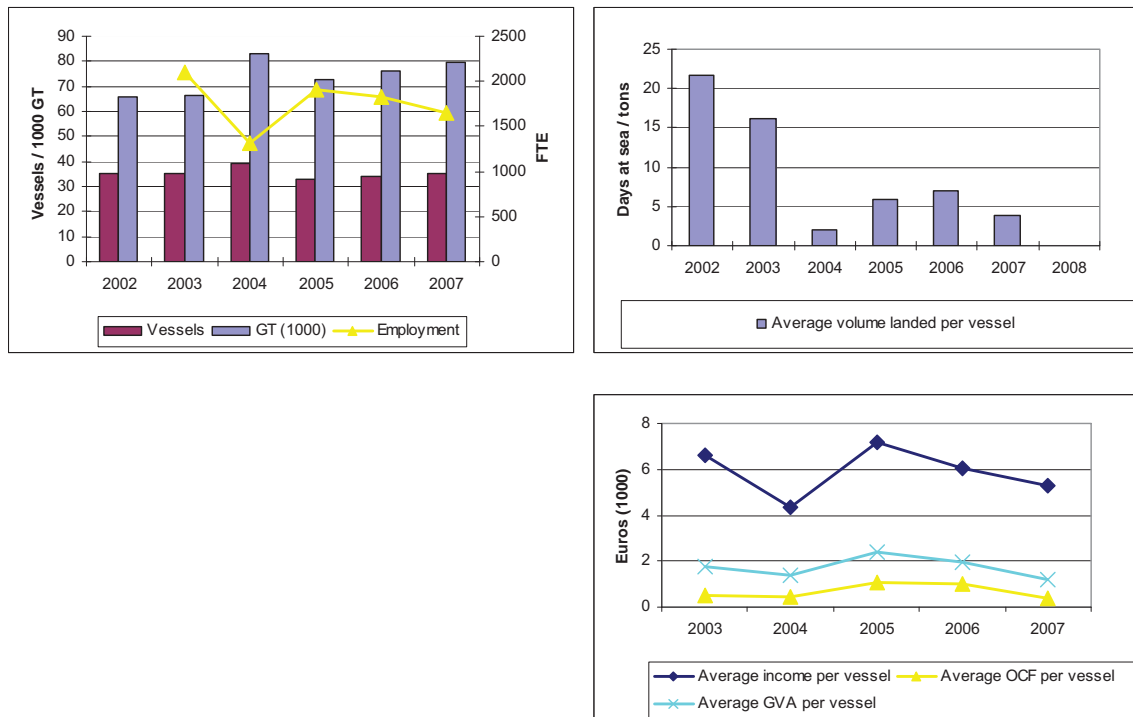 90
80
70
60
50
40
30
20
10
0
Vessels / 1000 GT
2500
2000
1500
1000
500
0
FTE
2002 2003 2004 2005 2006 2007
Vessels GT (1000) Employment
25
20
15
10
5
0
Days at sea / tons
2002 2003 2004 2005 2006 2007 2008
Average volume landed per vessel
8
6
4
2
0
Euros (1000)
2003 2004 2005 2006 2007
Average income per vessel Average OCF per vessel
Average GVA per vessel